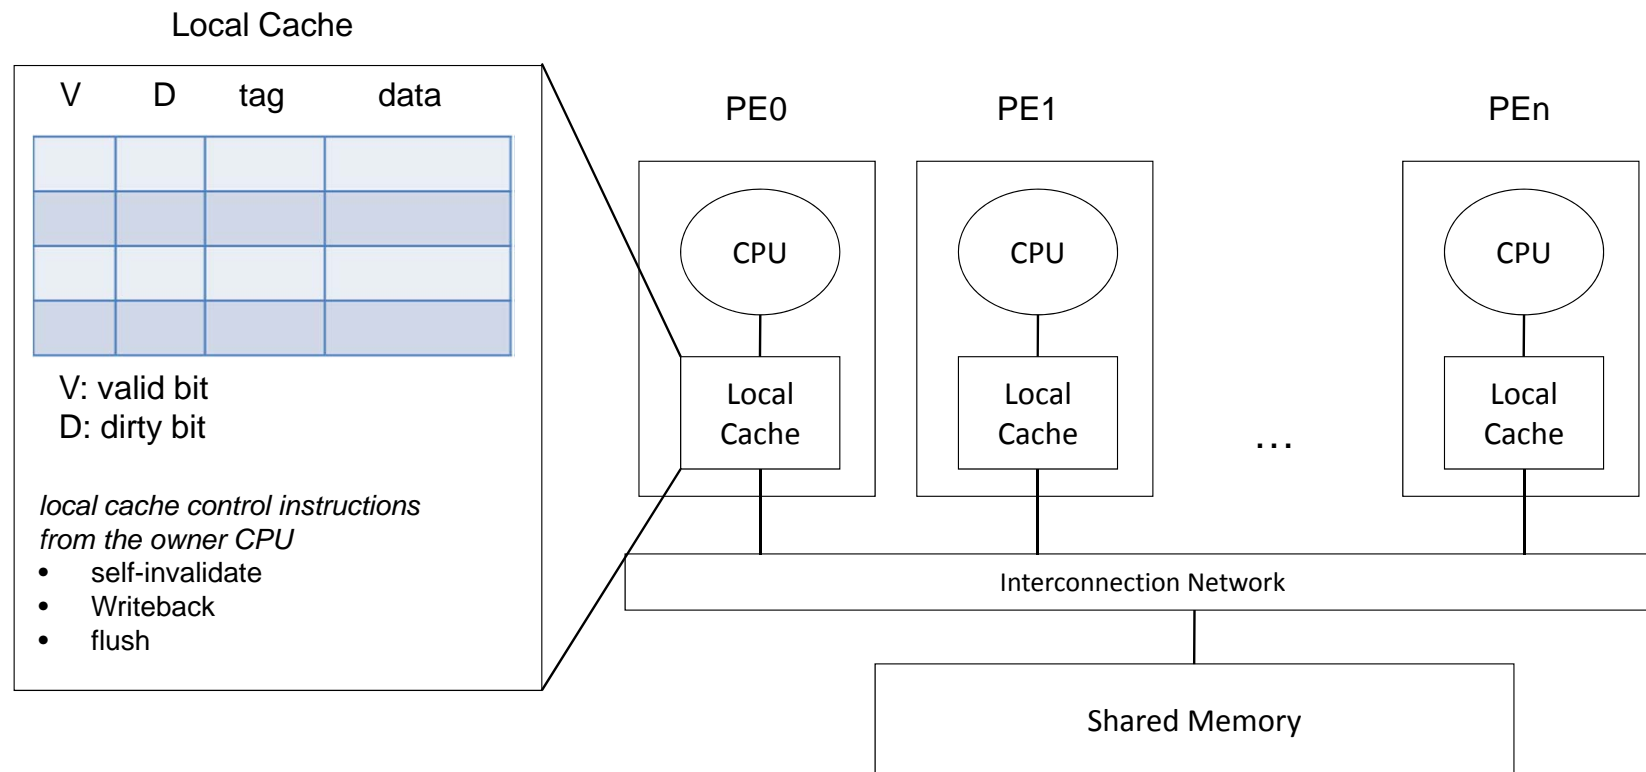 Local Cache
V D tag data
V: valid bit
D: dirty bit
local cache control instructions
from the owner CPU
• self-invalidate
• Writeback
• flush
PE0 PE1 PEn
CPU CPU CPU
Local Local Local
Cache Cache Cache
...
Interconnection Network
Shared Memory